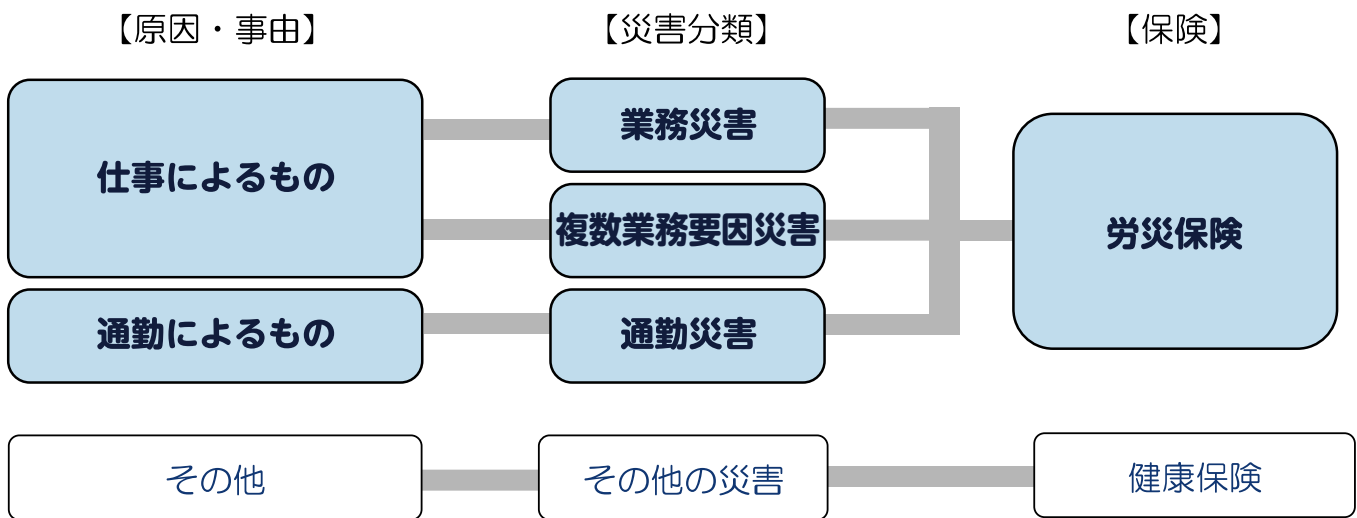 【原因・事由】
【災害分類】
【保険】
仕事によるもの
業務災害
複数業務要因災害
労災保険
通勤によるもの
通勤災害
その他
その他の災害
健康保険